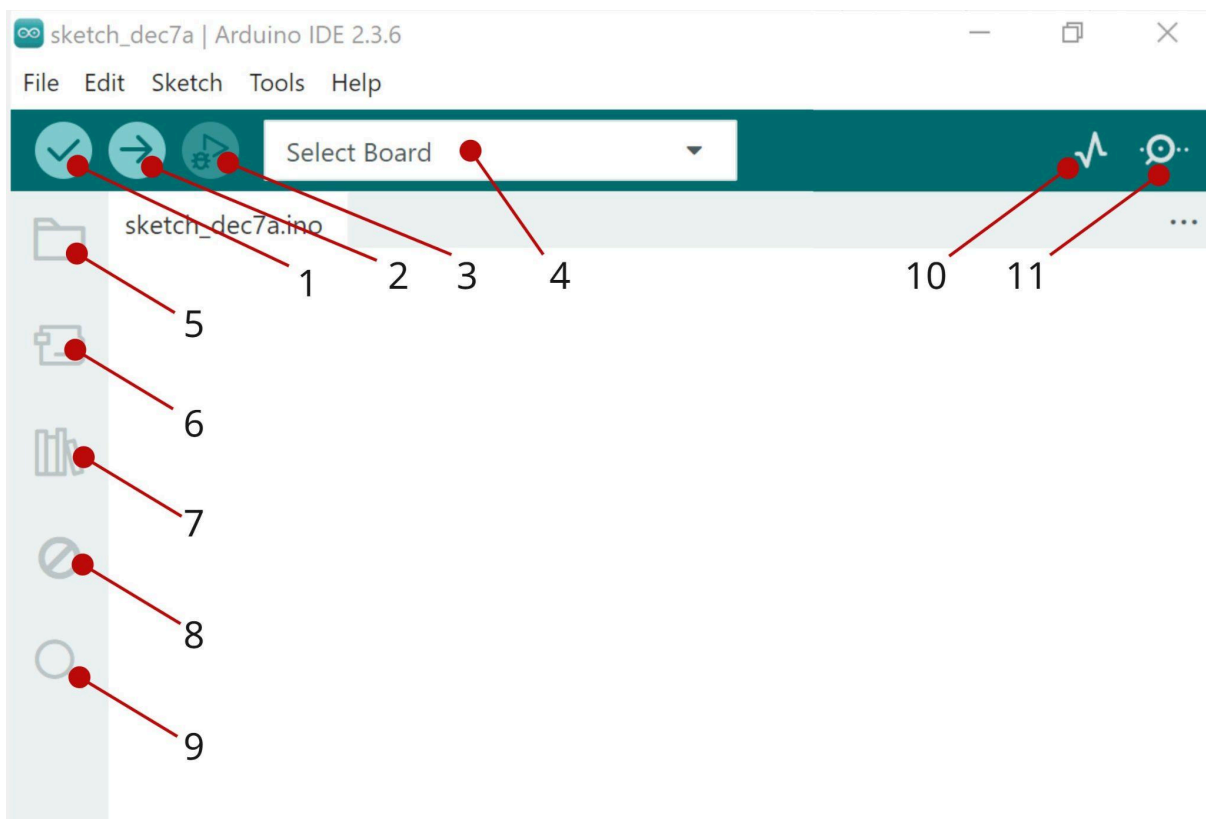 sketch_dec7a | Arduino IDE 2.3.6
File Edit Sketch Tools Help
Select Board
sketch_dec7a.ino
1
2
3
4
10
11
5
6
7
8
9